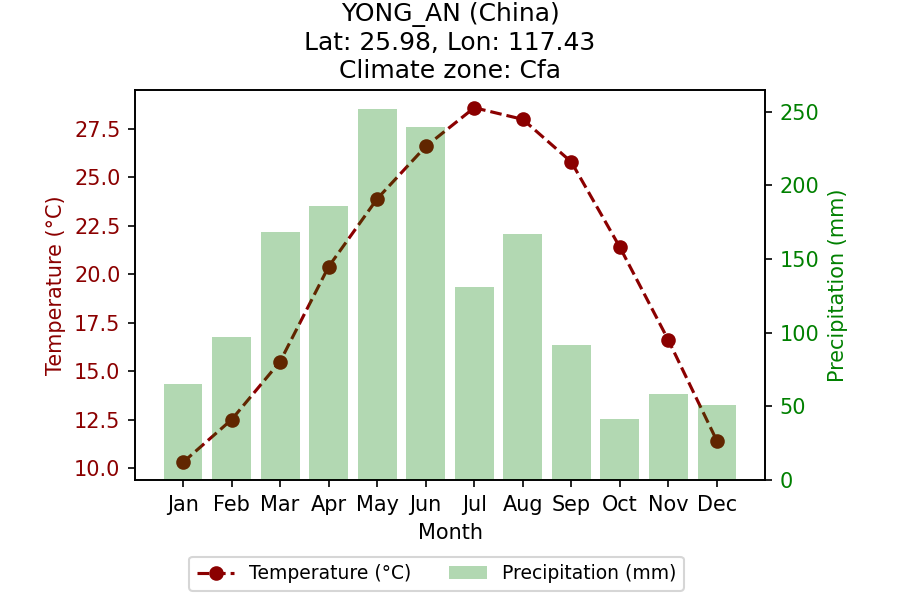 YONG_AN (China)
Lat: 25.98, Lon: 117.43
Climate zone: Cfa
Temperature (°C)
27.5
25.0
22.5
20.0
17.5
15.0
12.5
10.0
250
200
150
100
50
0
Precipitation (mm)
Jan Feb Mar Apr May Jun Jul Aug Sep Oct Nov Dec
Month
Temperature (°C) Precipitation (mm)